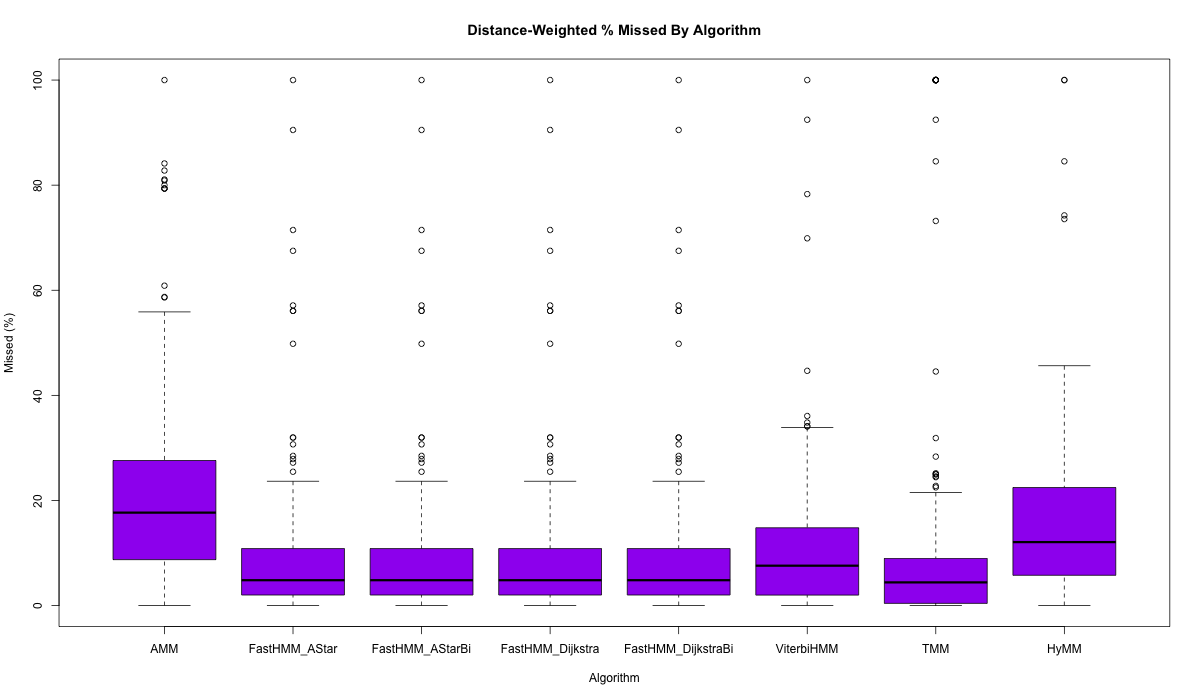 Distance-Weighted % Missed By Algorithm
Missed (%)
100
80
60
40
20
0
AMM FastHMM_AStar FastHMM_AStarBi FastHMM_Dijkstra FastHMM_DijkstraBi ViterbiHMM TMM HyMM
Algorithm